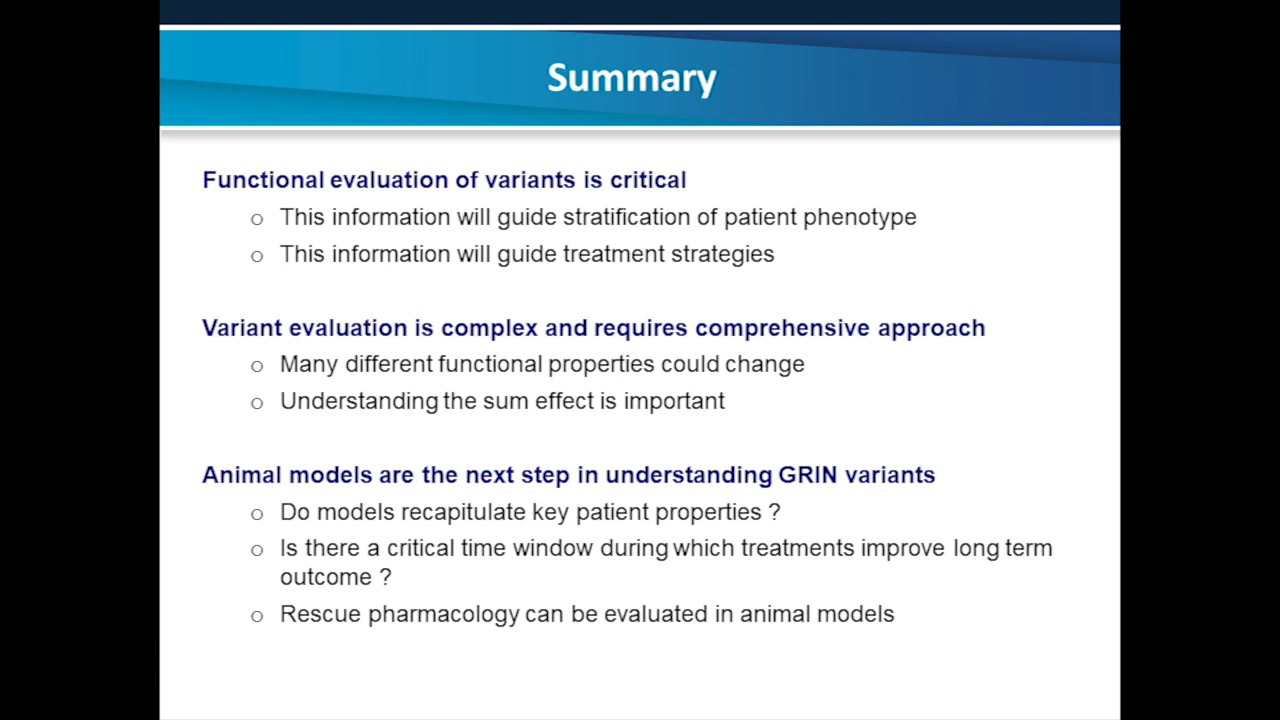 Summary
Functional evaluation of variants is critical
o This information will guide stratification of patient phenotype
o This information will guide treatment strategies
Variant evaluation is complex and requires comprehensive approach
o Many different functional properties could change
o Understanding the sum effect is important
Animal models are the next step in understanding GRIN variants
o Do models recapitulate key patient properties ?
o Is there a critical time window during which treatments improve long term
outcome ?
o Rescue pharmacology can be evaluated in animal models